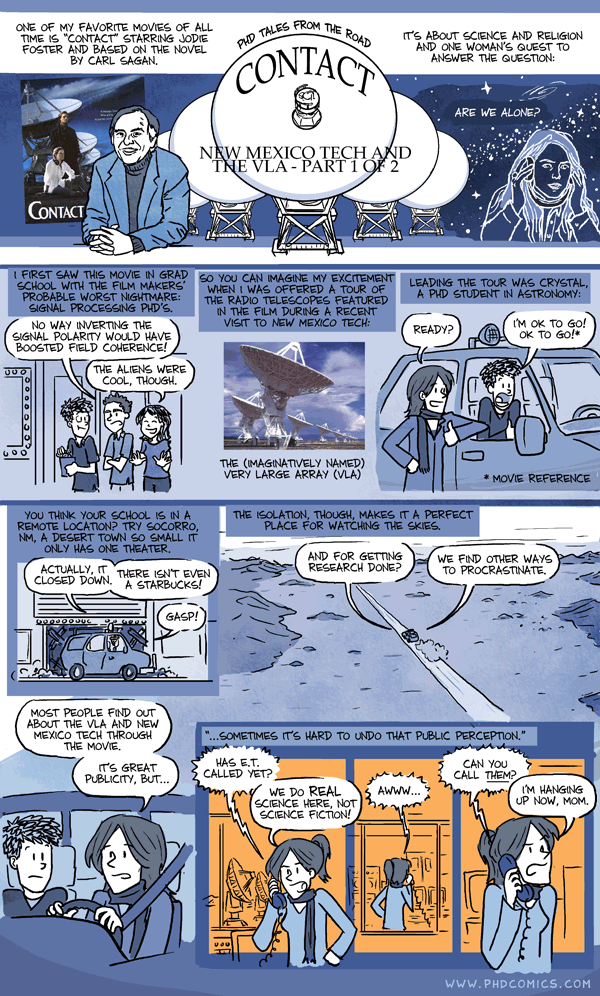 ONE OF MY FAVORITE MOVIES OF ALL
TIME IS "CONTACT" STARRING JODIE
FOSTER AND BASED ON THE NOVEL
BY CARL SAGAN.
CONTACT
PHD TALES FROM THE ROAD
CONTACT
NEW MEXICO TECH AND
THE VLA - PART 1 OF 2
IT'S ABOUT SCIENCE AND RELIGION
AND ONE WOMAN'S QUEST TO
ANSWER THE QUESTION:
ARE WE ALONE?
I FIRST SAW THIS MOVIE IN GRAD
SCHOOL WITH THE FILM MAKERS'
PROBABLE WORST NIGHTMARE:
SIGNAL PROCESSING PHD'S.
NO WAY INVERTING THE
SIGNAL POLARITY WOULD HAVE
BOOSTED FIELD COHERENCE!
THE ALIENS WERE
COOL, THOUGH.
SO YOU CAN IMAGINE MY EXCITEMENT
WHEN I WAS OFFERED A TOUR OF
THE RADIO TELESCOPES FEATURED
IN THE FILM DURING A RECENT
VISIT TO NEW MEXICO TECH:
THE (IMAGINATIVELY NAMED)
VERY LARGE ARRAY (VLA)
LEADING THE TOUR WAS CRYSTAL,
A PHD STUDENT IN ASTRONOMY:
READY?
I'M OK TO GO!
OK TO GO!*
* MOVIE REFERENCE
YOU THINK YOUR SCHOOL IS IN A
REMOTE LOCATION? TRY SOCORRO,
NM, A DESERT TOWN SO SMALL IT
ONLY HAS ONE THEATER.
ACTUALLY, IT
CLOSED DOWN.
THERE ISN'T EVEN
A STARBUCKS!
GASP!
THE ISOLATION, THOUGH, MAKES IT A PERFECT
PLACE FOR WATCHING THE SKIES.
AND FOR GETTING
RESEARCH DONE?
WE FIND OTHER WAYS
TO PROCRASTINATE.
MOST PEOPLE FIND OUT
ABOUT THE VLA AND NEW
MEXICO TECH THROUGH
THE MOVIE.
IT'S GREAT
PUBLICITY, BUT...
"...SOMETIMES IT'S HARD TO UNDO THAT PUBLIC PERCEPTION."
HAS E.T.
CALLED YET?
WE DO REAL
SCIENCE HERE, NOT
SCIENCE FICTION!
AWWW...
CAN YOU
CALL THEM?
I'M HANGING
UP NOW, MOM.
WWW.PHDCOMICS.COM